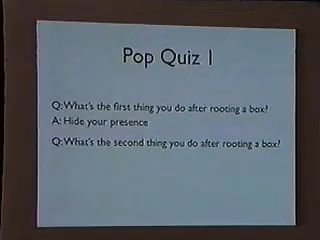 Pop Quiz 1
Q: What's the first thing you do after rooting a box?
A: Hide your presence
Q: What's the second thing you do after rooting a box?